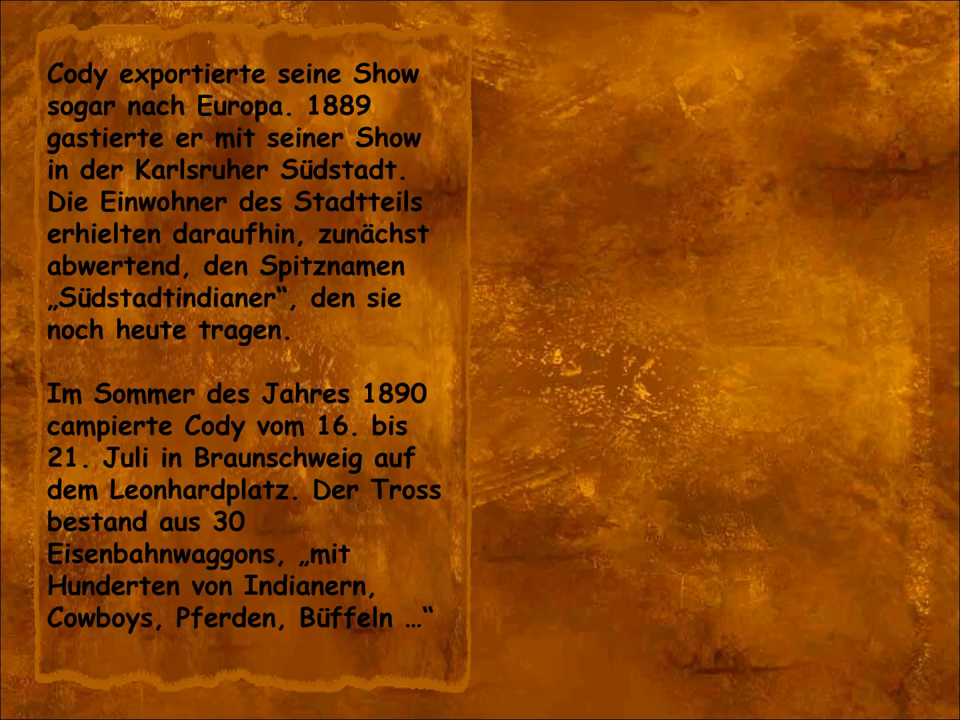 Cody exportierte seine Show
sogar nach Europa. 1889
gastierte er mit seiner Show
in der Karlsruher Südstadt.
Die Einwohner des Stadtteils
erhielten daraufhin, zunächst
abwertend, den Spitznamen
„Südstadtindianer“, den sie
noch heute tragen.

Im Sommer des Jahres 1890
campierte Cody vom 16. bis
21. Juli in Braunschweig auf
dem Leonhardplatz. Der Tross
bestand aus 30
Eisenbahnwaggons, „mit
Hunderten von Indianern,
Cowboys, Pferden, Büffeln …“